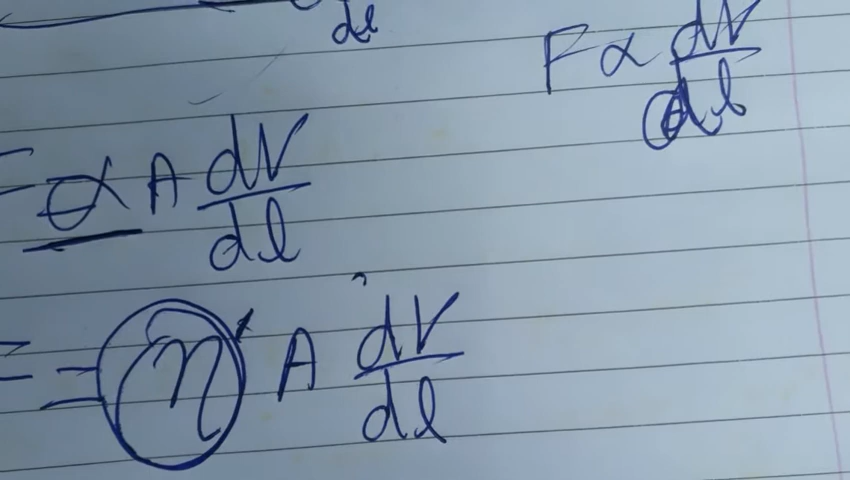 dl
F ∝ dV/dl
F ∝ A dV/dl
F = η A dV/dl